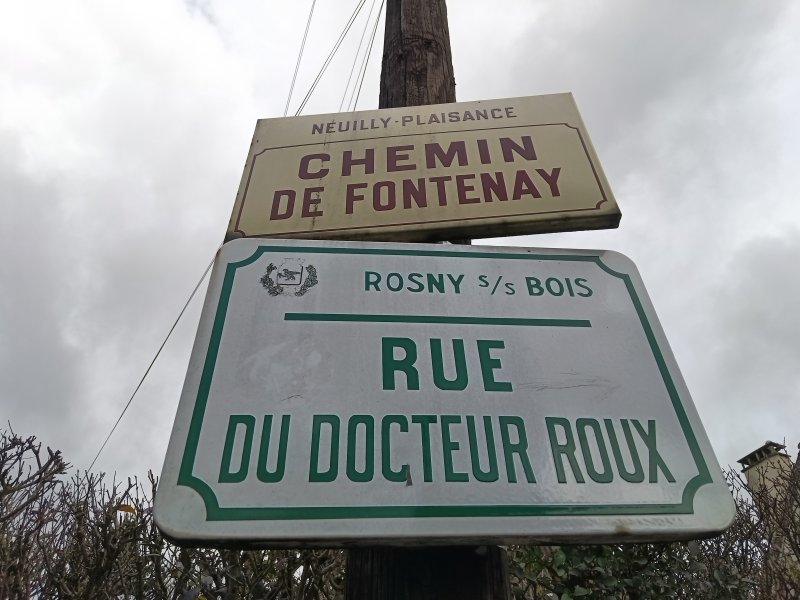 NEUILLY-PLAISANCE
CHEMIN
DE FONTENAY
ROSNY s/s BOIS
RUE
DU DOCTEUR ROUX